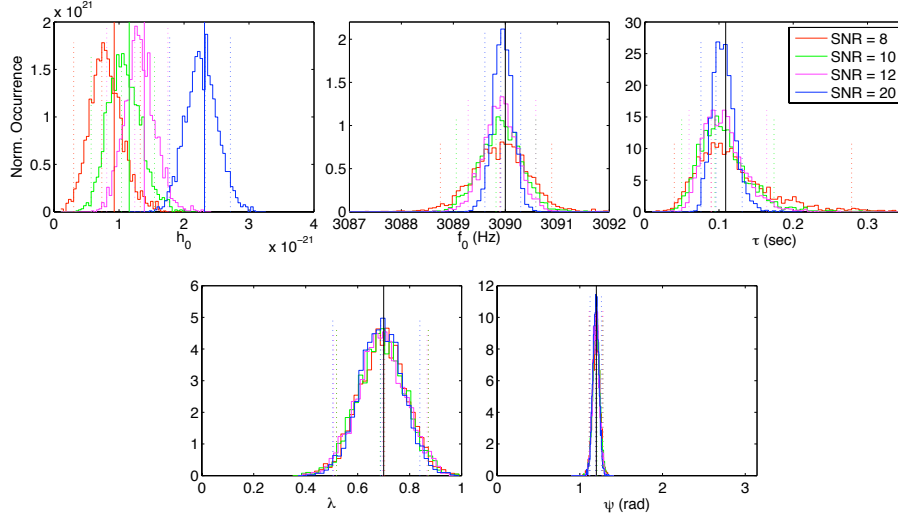 x 10^21
Norm. Occurrence
2
1.5
1
0.5
0
0 1 2 3 4
h_0
x 10^-21
2
1.5
1
0.5
0
3087 3088 3089 3090 3091 3092
f_0 (Hz)
30
25
20
15
10
5
0
0 0.1 0.2 0.3
τ (sec)
SNR = 8
SNR = 10
SNR = 12
SNR = 20
6
5
4
3
2
1
0
0 0.2 0.4 0.6 0.8 1
λ
12
10
8
6
4
2
0
0 1 2 3
ψ (rad)